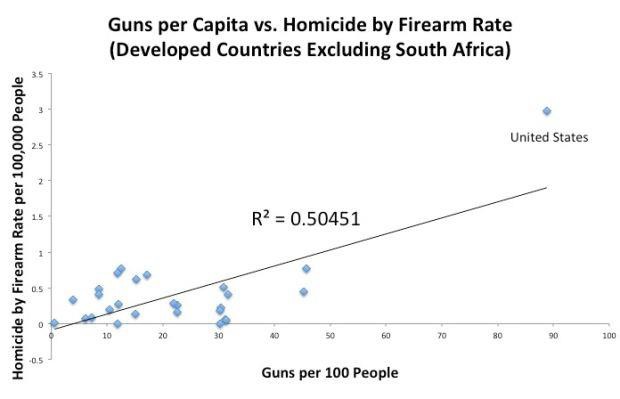 Guns per Capita vs. Homicide by Firearm Rate
(Developed Countries Excluding South Africa)
Homicide by Firearm Rate per 100,000 People
3.5
3
2.5
2
1.5
1
0.5
0
-0.5
United States
R² = 0.50451
0 10 20 30 40 50 60 70 80 90 100
Guns per 100 People